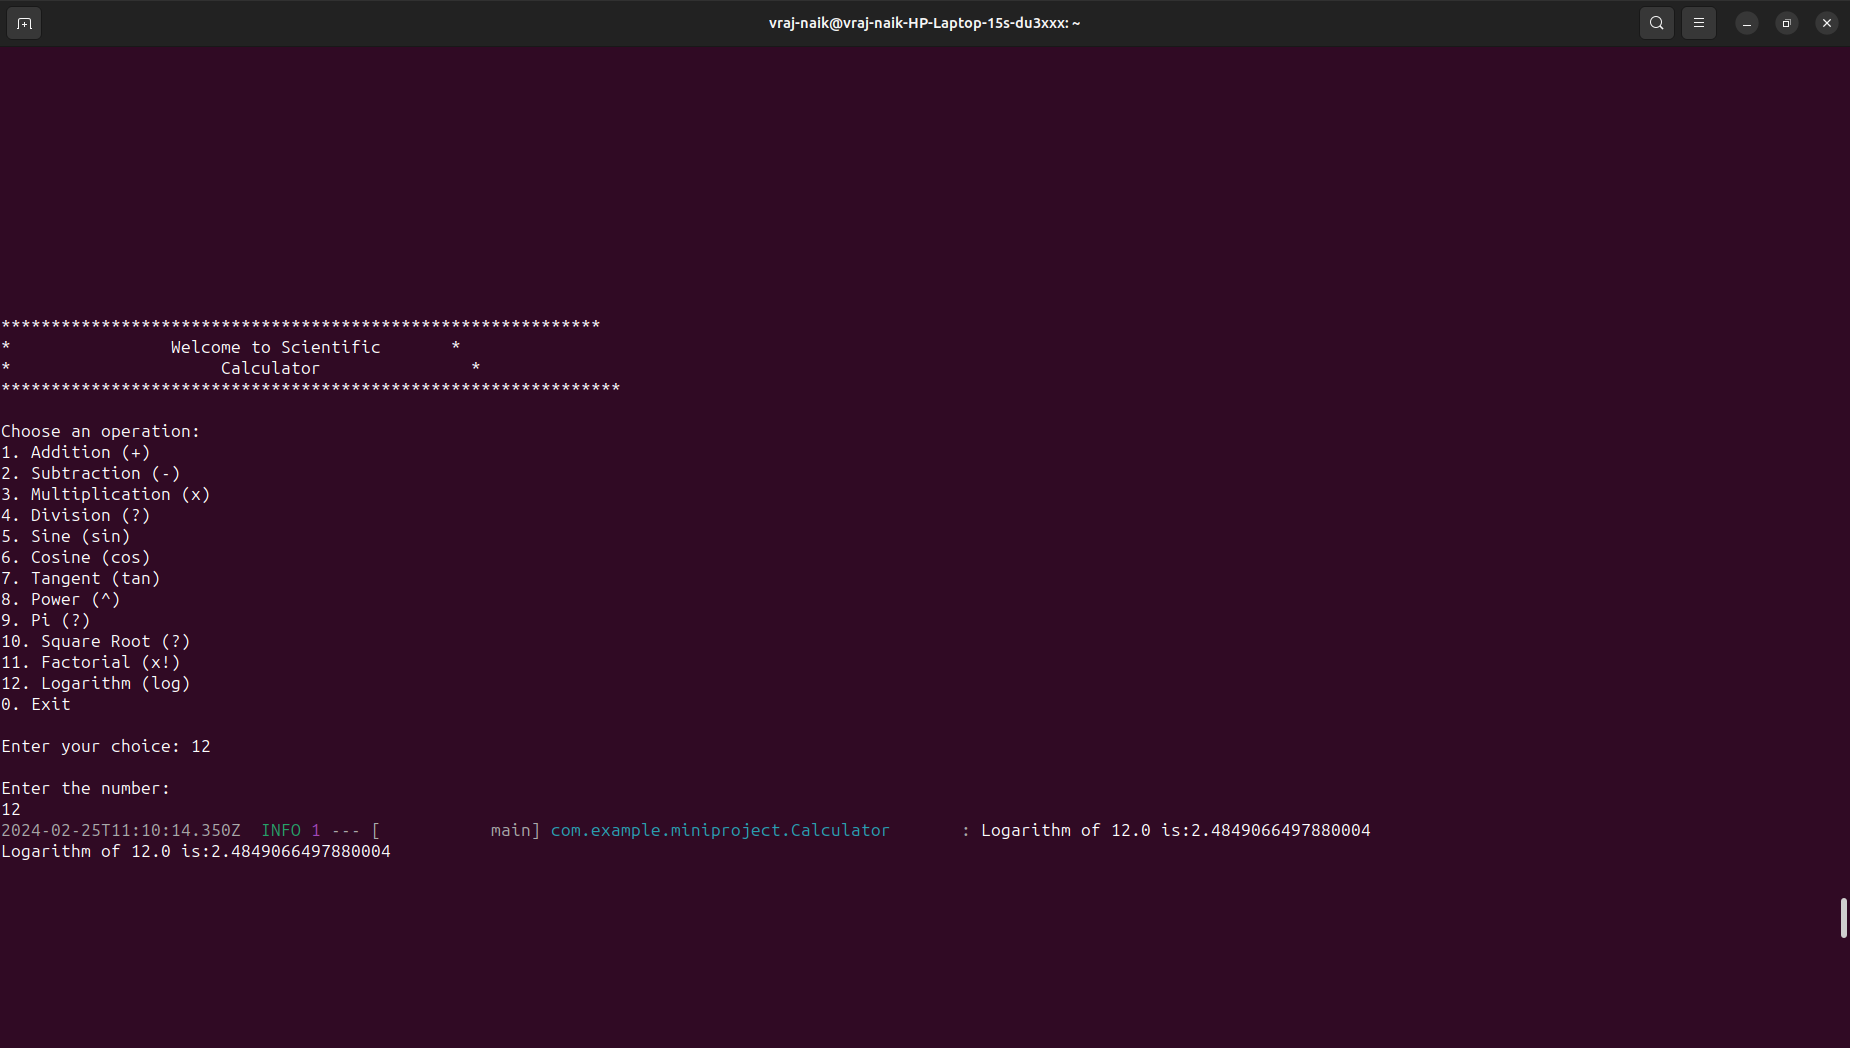 vraj-naik@vraj-naik-HP-Laptop-15s-du3xxx: ~
************************************************************
*                Welcome to Scientific       *
*                     Calculator               *
**************************************************************
Choose an operation:
1. Addition (+)
2. Subtraction (-)
3. Multiplication (x)
4. Division (?)
5. Sine (sin)
6. Cosine (cos)
7. Tangent (tan)
8. Power (^)
9. Pi (?)
10. Square Root (?)
11. Factorial (x!)
12. Logarithm (log)
0. Exit
Enter your choice: 12
Enter the number:
12
2024-02-25T11:10:14.350Z  INFO 1 --- [           main] com.example.miniproject.Calculator       : Logarithm of 12.0 is:2.4849066497880004
Logarithm of 12.0 is:2.4849066497880004